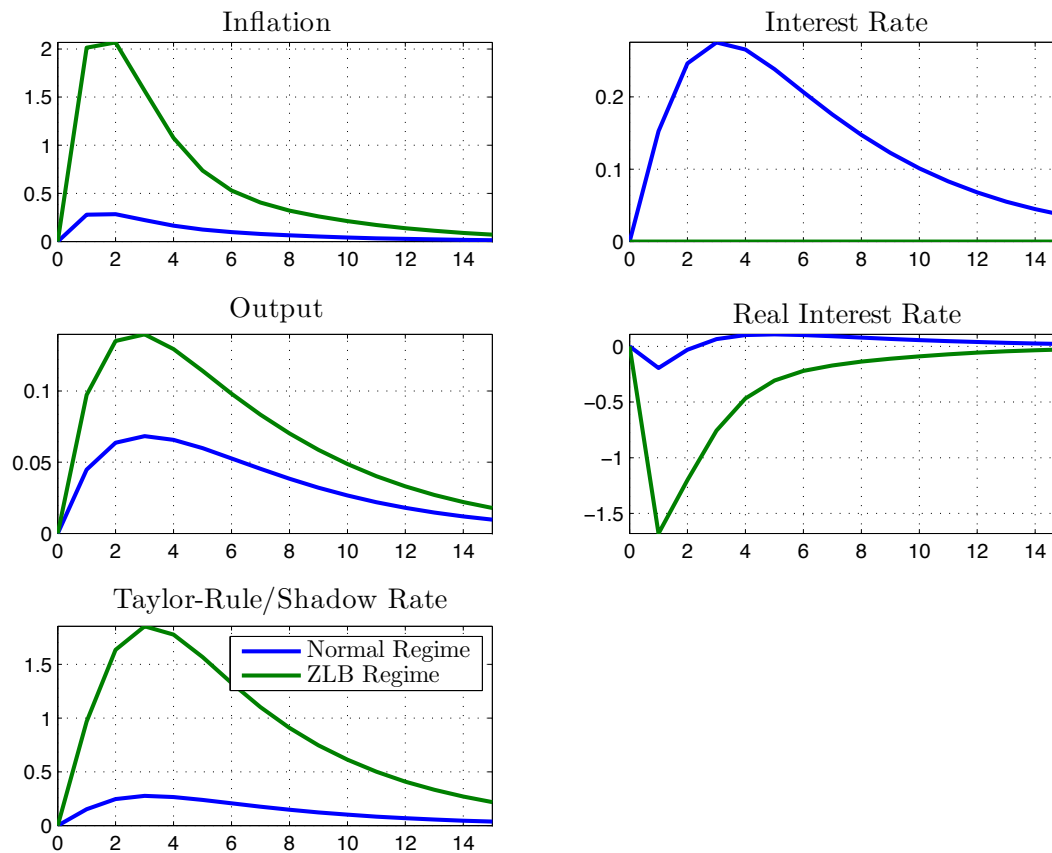 Inflation
2
1.5
1
0.5
0
0 2 4 6 8 10 12 14
Interest Rate
0.2
0.1
0
0 2 4 6 8 10 12 14
Output
0.1
0.05
0
0 2 4 6 8 10 12 14
Real Interest Rate
0
−0.5
−1
−1.5
0 2 4 6 8 10 12 14
Taylor-Rule/Shadow Rate
1.5
1
0.5
0
0 2 4 6 8 10 12 14
Normal Regime
ZLB Regime